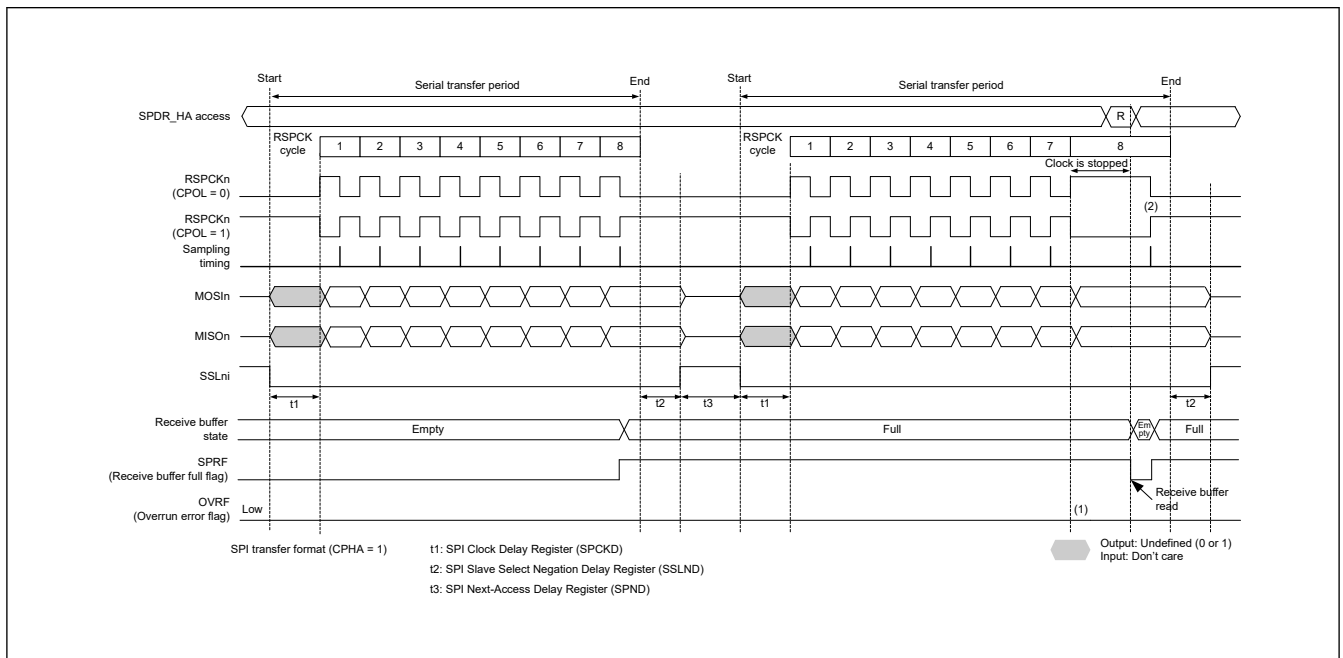 Start
Serial transfer period
End
Start
Serial transfer period
End
SPDR_HA access
R
RSPCK
cycle
1 2 3 4 5 6 7 8
RSPCK
cycle
1 2 3 4 5 6 7 8
Clock is stopped
RSPCKn
(CPOL = 0)
(2)
RSPCKn
(CPOL = 1)
Sampling
timing
MOSIn
MISOn
SSLni
t1
t2
t3
t1
t2
Receive buffer
state
Empty
Full
Em
pty
Full
SPRF
(Receive buffer full flag)
Receive buffer
read
OVRF
(Overrun error flag)
Low
(1)
SPI transfer format (CPHA = 1)
t1: SPI Clock Delay Register (SPCKD)
t2: SPI Slave Select Negation Delay Register (SSLND)
t3: SPI Next-Access Delay Register (SPND)
Output: Undefined (0 or 1)
Input: Don't care